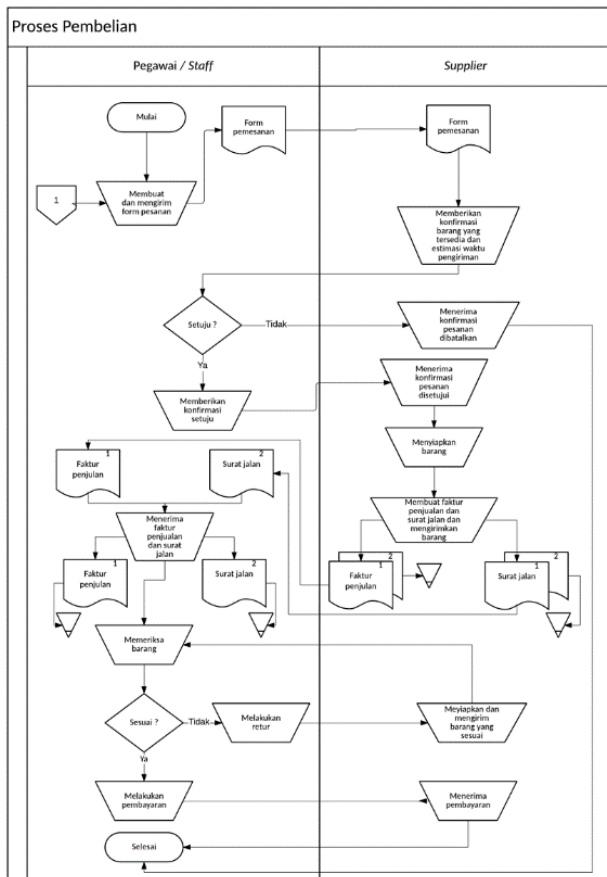 Proses Pembelian
Pegawai / Staff
Supplier
Mulai
Form
pemesanan
Form
pemesanan
1
Membuat
dan mengirim
form pesanan
Memberikan
konfirmasi
barang yang
tersedia dan
estimasi waktu
pengiriman
Setuju ?
Tidak
Menerima
konfirmasi
pesanan
dibatalkan
Ya
Memberikan
konfirmasi
setuju
Menerima
konfirmasi
pesanan
disetujui
Menyiapkan
barang
1
Faktur
penjulan
2
Surat jalan
Menerima
faktur
penjualan
dan surat
jalan
Membuat faktur
penjualan dan
surat jalan dan
mengirimkan
barang
1
Faktur
penjulan
2
Surat jalan
2
1
Faktur
penjulan
2
1
Surat jalan
Memeriksa
barang
Sesuai ?
Tidak
Melakukan
retur
Meyiapkan dan
mengirim
barang yang
sesuai
Ya
Melakukan
pembayaran
Menerima
pembayaran
Selesai